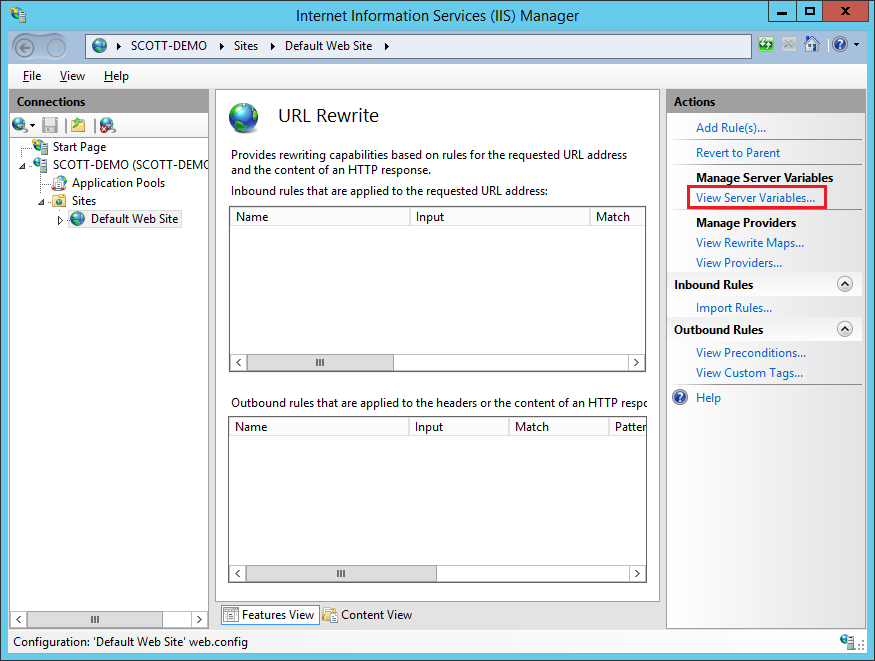 Internet Information Services (IIS) Manager
SCOTT-DEMO Sites Default Web Site
File View Help
Connections
Start Page
SCOTT-DEMO (SCOTT-DEMO
Application Pools
Sites
Default Web Site
URL Rewrite
Provides rewriting capabilities based on rules for the requested URL address
and the content of an HTTP response.
Inbound rules that are applied to the requested URL address:
Name Input Match
Outbound rules that are applied to the headers or the content of an HTTP respo
Name Input Match Patter
Features View Content View
Actions
Add Rule(s)...
Revert to Parent
Manage Server Variables
View Server Variables...
Manage Providers
View Rewrite Maps...
View Providers...
Inbound Rules
Import Rules...
Outbound Rules
View Preconditions...
View Custom Tags...
Help
Configuration: 'Default Web Site' web.config